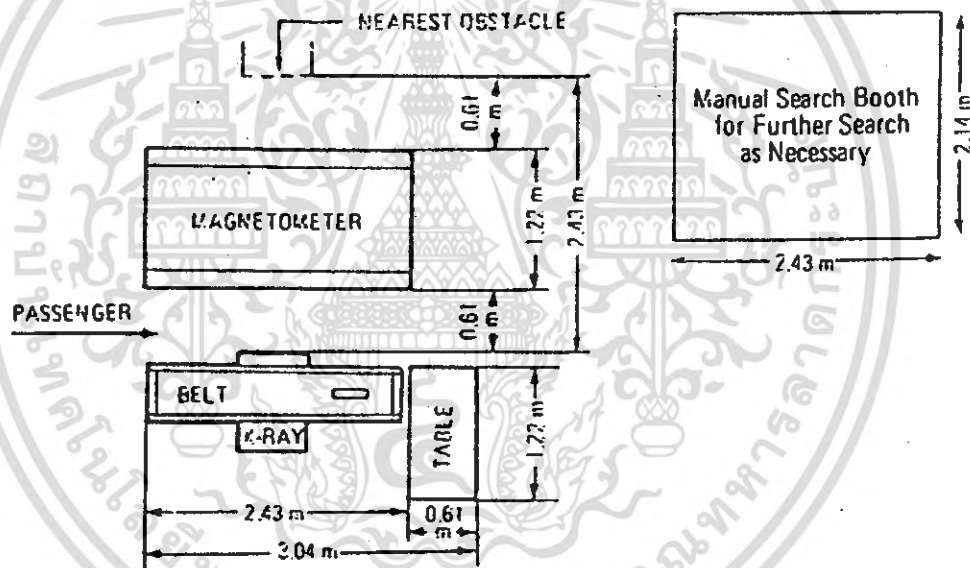 NEAREST OBSTACLE
0.61 m
MAGNETOMETER
1.22 m
2.43 m
Manual Search Booth
for Further Search
as Necessary
2.14 m
2.43 m
PASSENGER
0.61 m
BELT
X-RAY
TABLE
1.22 m
2.43 m
0.61
m
3.04 m